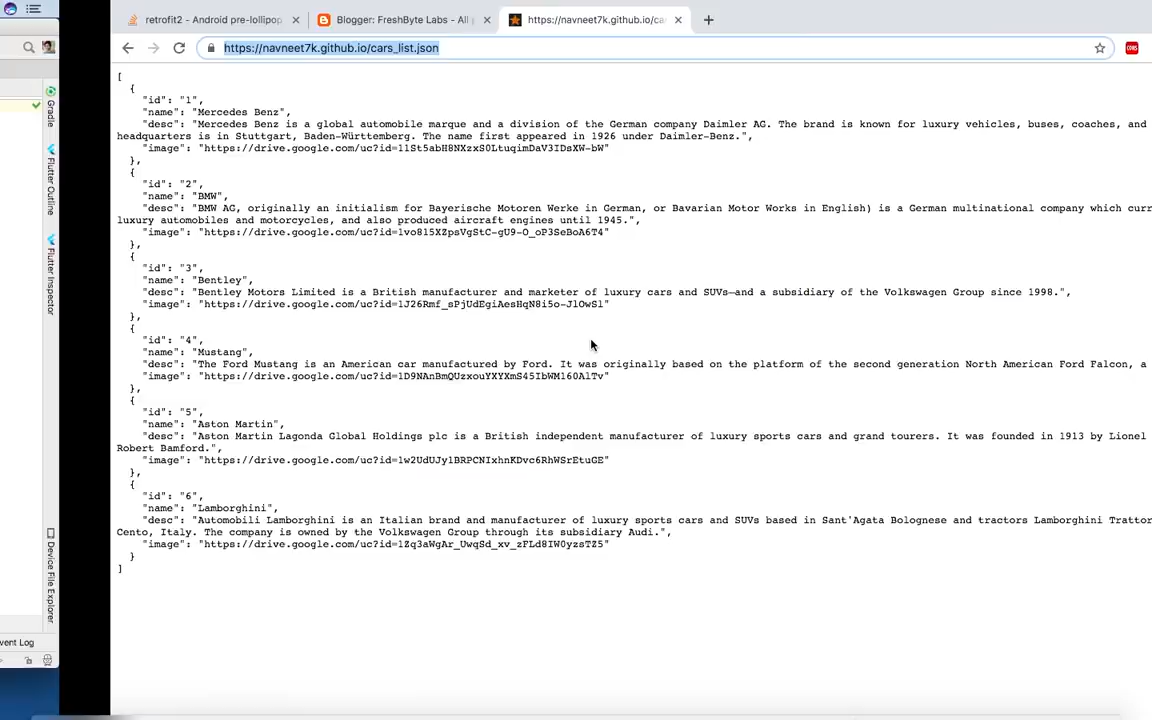 retrofit2 - Android pre-lollipop
Blogger: FreshByte Labs - All
https://navneet7k.github.io/ca
https://navneet7k.github.io/cars_list.json
CORS
[
{
"id": "1",
"name": "Mercedes Benz",
"desc": "Mercedes Benz is a global automobile marque and a division of the German company Daimler AG. The brand is known for luxury vehicles, buses, coaches, and
headquarters is in Stuttgart, Baden-Württemberg. The name first appeared in 1926 under Daimler-Benz.",
"image": "https://drive.google.com/uc?id=11St5abH8NXzxS0LtuqimDaV3IDsXW-bW"
},
{
"id": "2",
"name": "BMW",
"desc": "BMW AG, originally an initialism for Bayerische Motoren Werke in German, or Bavarian Motor Works in English) is a German multinational company which curr
luxury automobiles and motorcycles, and also produced aircraft engines until 1945.",
"image": "https://drive.google.com/uc?id=1vo815XZpsVgStC-gU9-O_oP3SeBoA6T4"
},
{
"id": "3",
"name": "Bentley",
"desc": "Bentley Motors Limited is a British manufacturer and marketer of luxury cars and SUVs—and a subsidiary of the Volkswagen Group since 1998.",
"image": "https://drive.google.com/uc?id=1J26Rmf_sPjUdEgiAesHqN8i5o-JlOwSl"
},
{
"id": "4",
"name": "Mustang",
"desc": "The Ford Mustang is an American car manufactured by Ford. It was originally based on the platform of the second generation North American Ford Falcon, a
"image": "https://drive.google.com/uc?id=1D9NAnBmQUzxouYXYXmS45IbWM160AlTv"
},
{
"id": "5",
"name": "Aston Martin",
"desc": "Aston Martin Lagonda Global Holdings plc is a British independent manufacturer of luxury sports cars and grand tourers. It was founded in 1913 by Lionel
Robert Bamford.",
"image": "https://drive.google.com/uc?id=1w2UdUJylBRPCNIxhnKDvc6RhWSrEtuGE"
},
{
"id": "6",
"name": "Lamborghini",
"desc": "Automobili Lamborghini is an Italian brand and manufacturer of luxury sports cars and SUVs based in Sant'Agata Bolognese and tractors Lamborghini Trattor
Cento, Italy. The company is owned by the Volkswagen Group through its subsidiary Audi.",
"image": "https://drive.google.com/uc?id=1Zq3aWgAr_UwqSd_xv_zFLd8IW0yzsTZ5"
}
]
Gradle
Flutter Outline
Flutter Inspector
Device File Explorer
vent Log